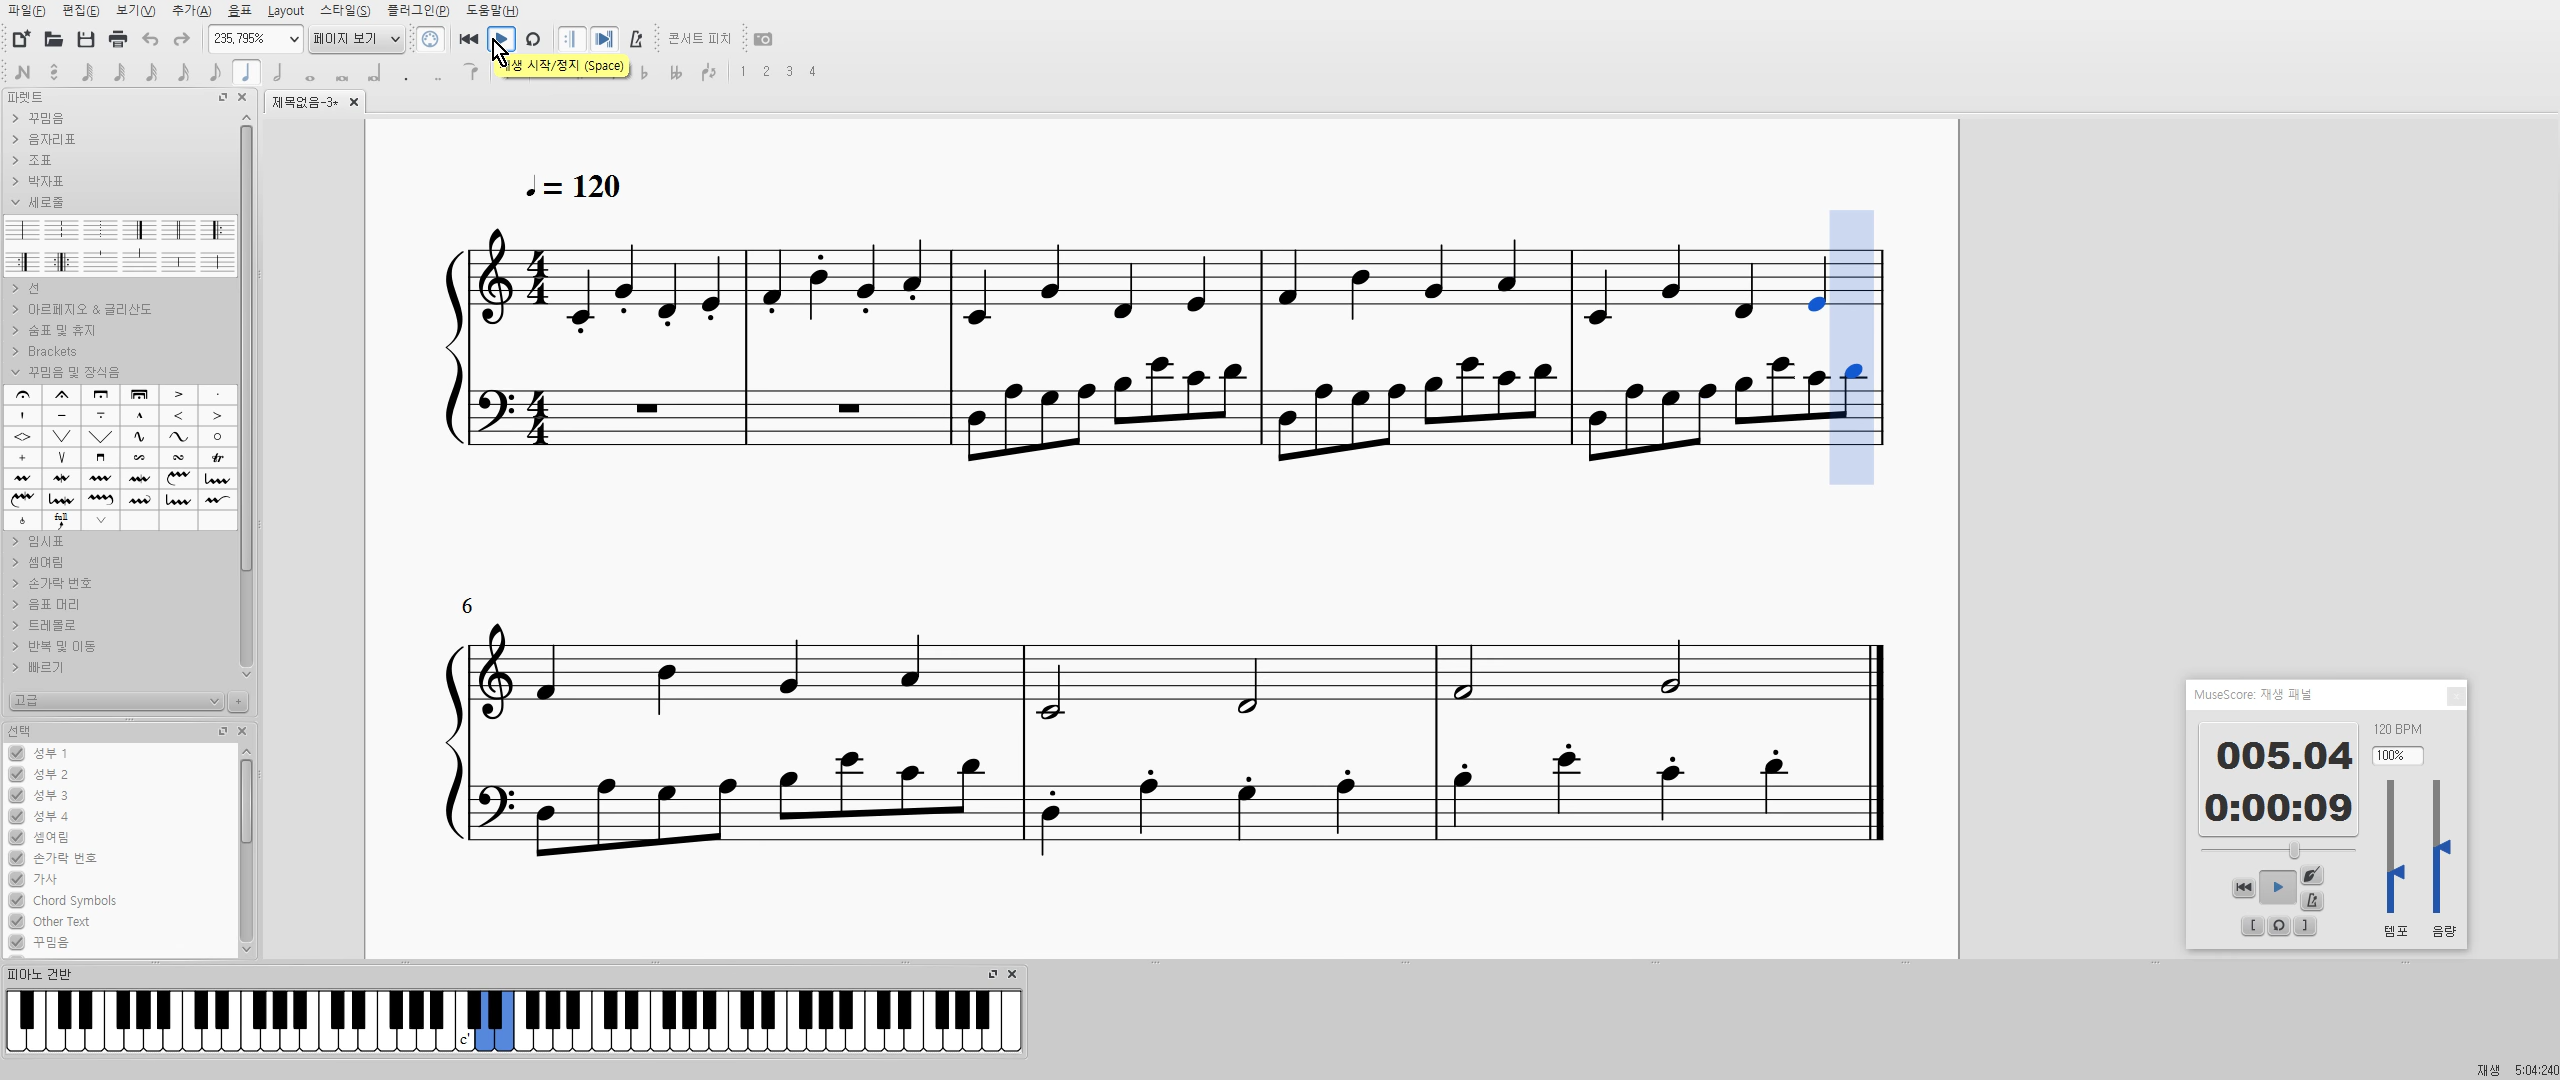 파일(F) 편집(E) 보기(V) 추가(A) 음표 Layout 스타일(S) 플러그인(P) 도움말(H)
235,795% 페이지 보기 콘서트 피치
생 시작/정지 (Space)
1 2 3 4
파렛트
제목없음-3*
꾸밈음
음자리표
조표
박자표
세로줄
선
아르페지오 & 글리산도
숨표 및 휴지
Brackets
꾸밈음 및 장식음
tr
full
임시표
셈여림
손가락 번호
음표 머리
트레몰로
반복 및 이동
빠르기
고급
선택
성부 1
성부 2
성부 3
성부 4
셈여림
손가락 번호
가사
Chord Symbols
Other Text
꾸밈음
= 120
4 4
4 4
6
MuseScore: 재생 패널
005.04
0:00:09
120 BPM
100%
템포 음량
피아노 건반
c'
재생 5:04:240